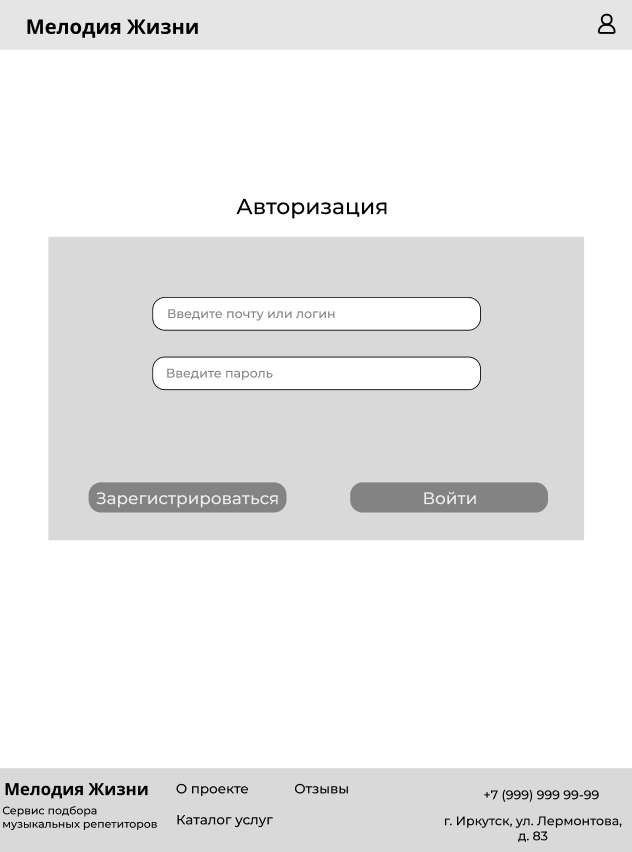 Мелодия Жизни
Авторизация
Введите почту или логин
Введите пароль
Зарегистрироваться
Войти
Мелодия Жизни
Сервис подбора
музыкальных репетиторов
О проекте
Отзывы
Каталог услуг
+7 (999) 999 99-99
г. Иркутск, ул. Лермонтова,
д. 83